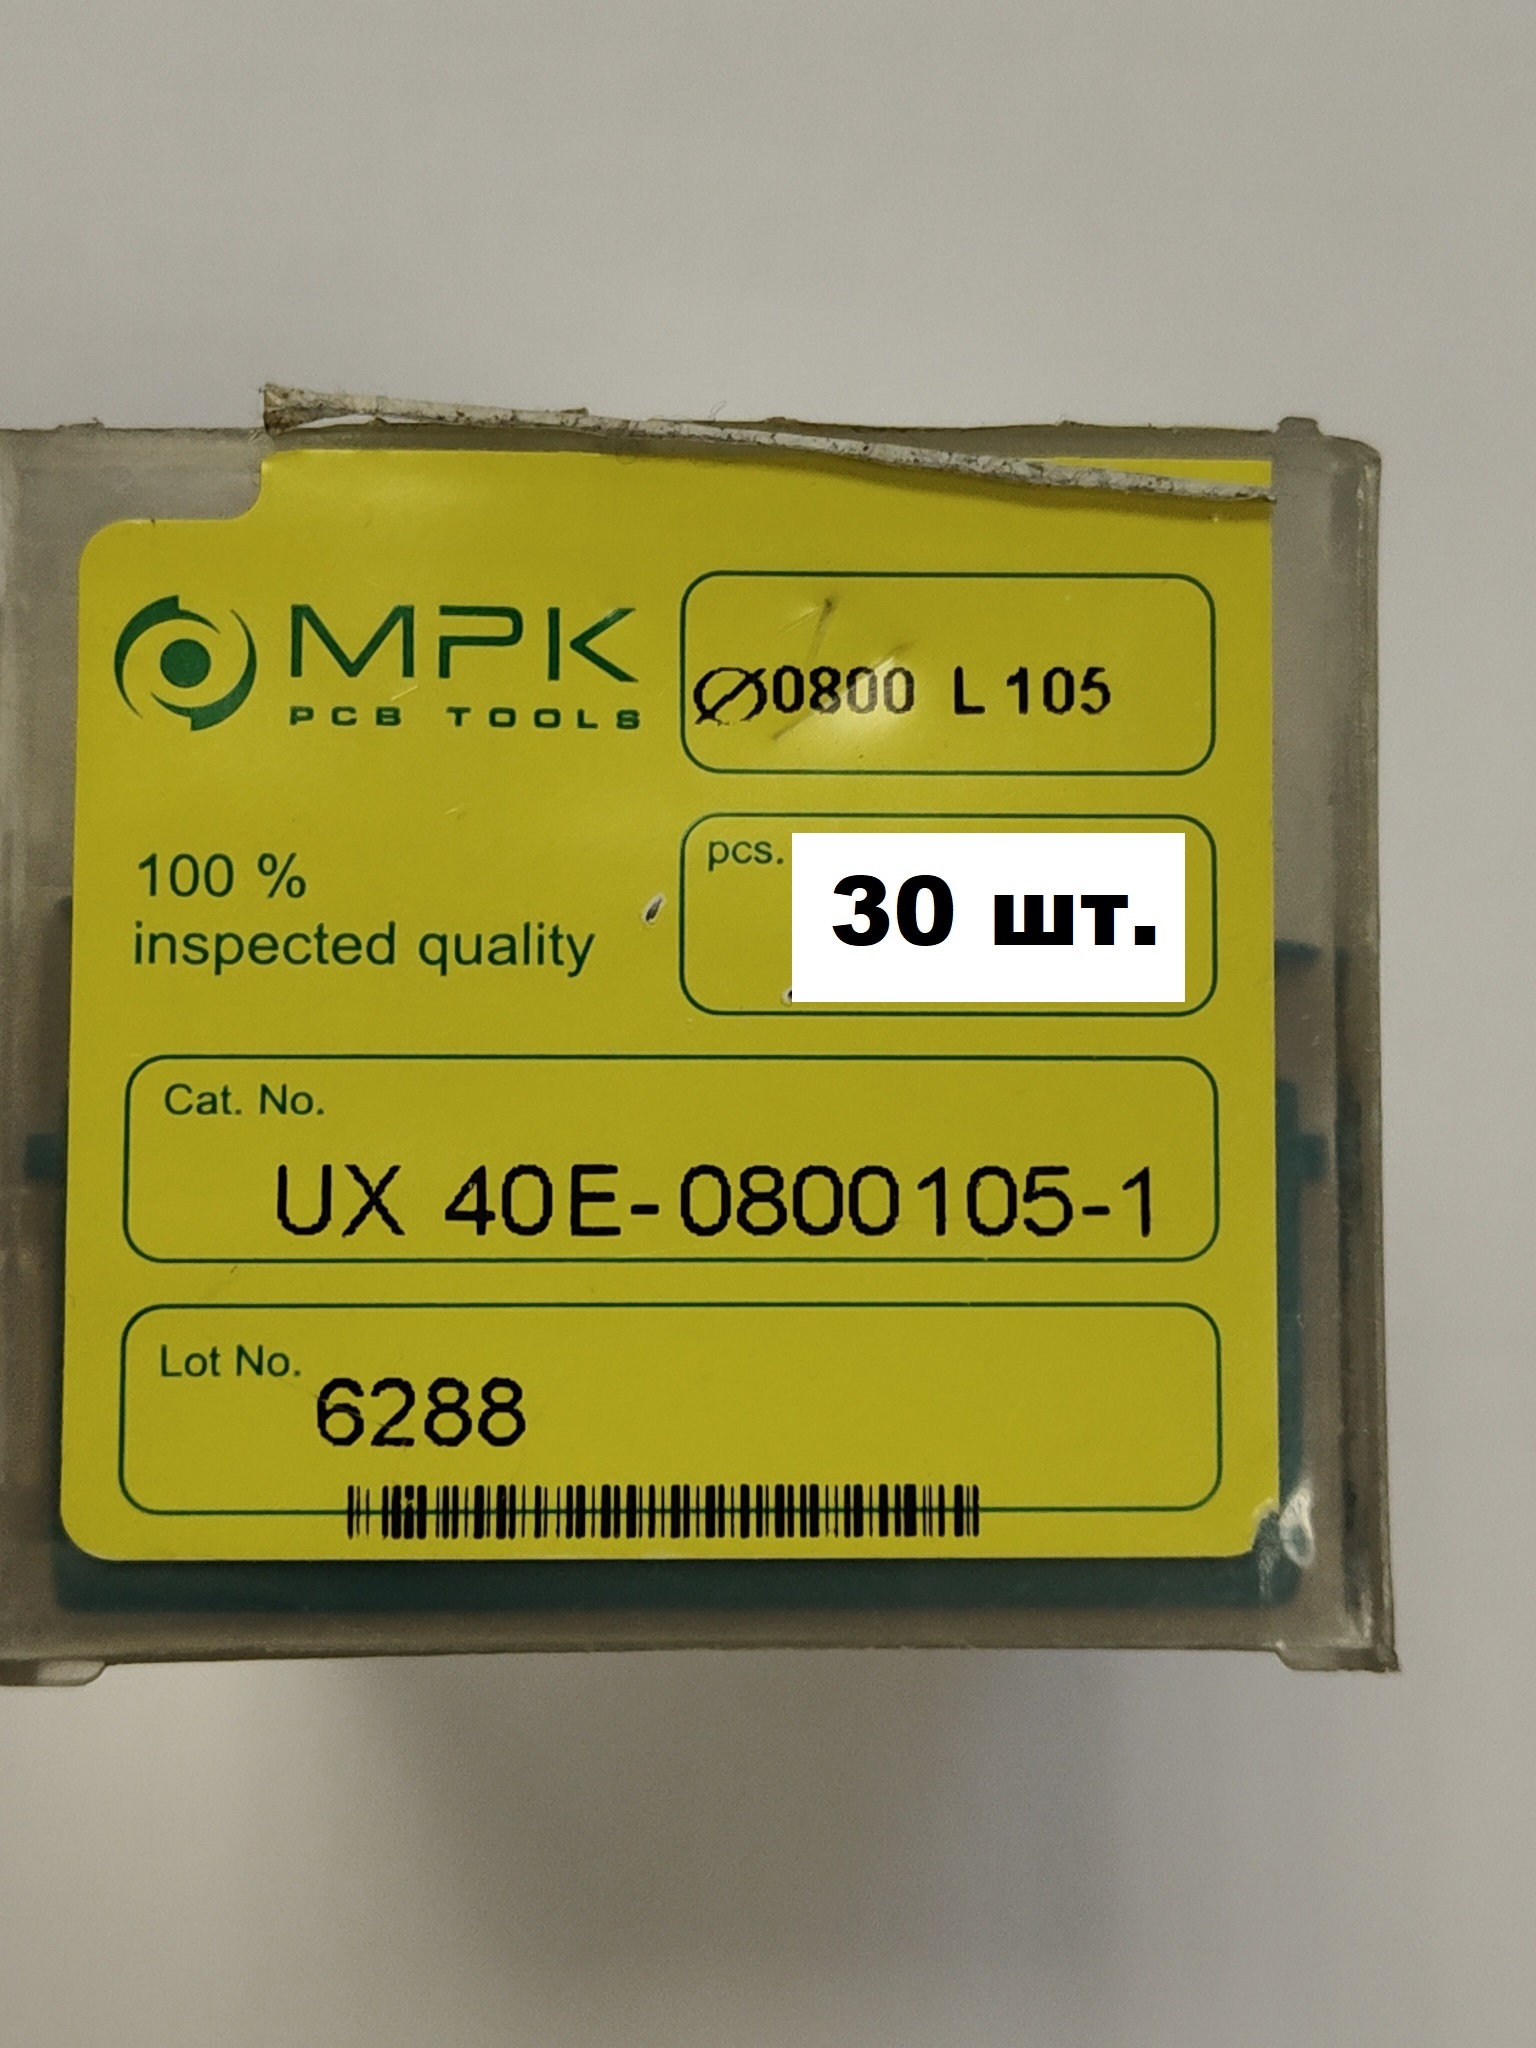 MPK
PCB TOOLS
⌀0800 L 105
100 %
inspected quality
pcs.
30 шт.
Cat. No.
UX 40E-0800105-1
Lot No.
6288